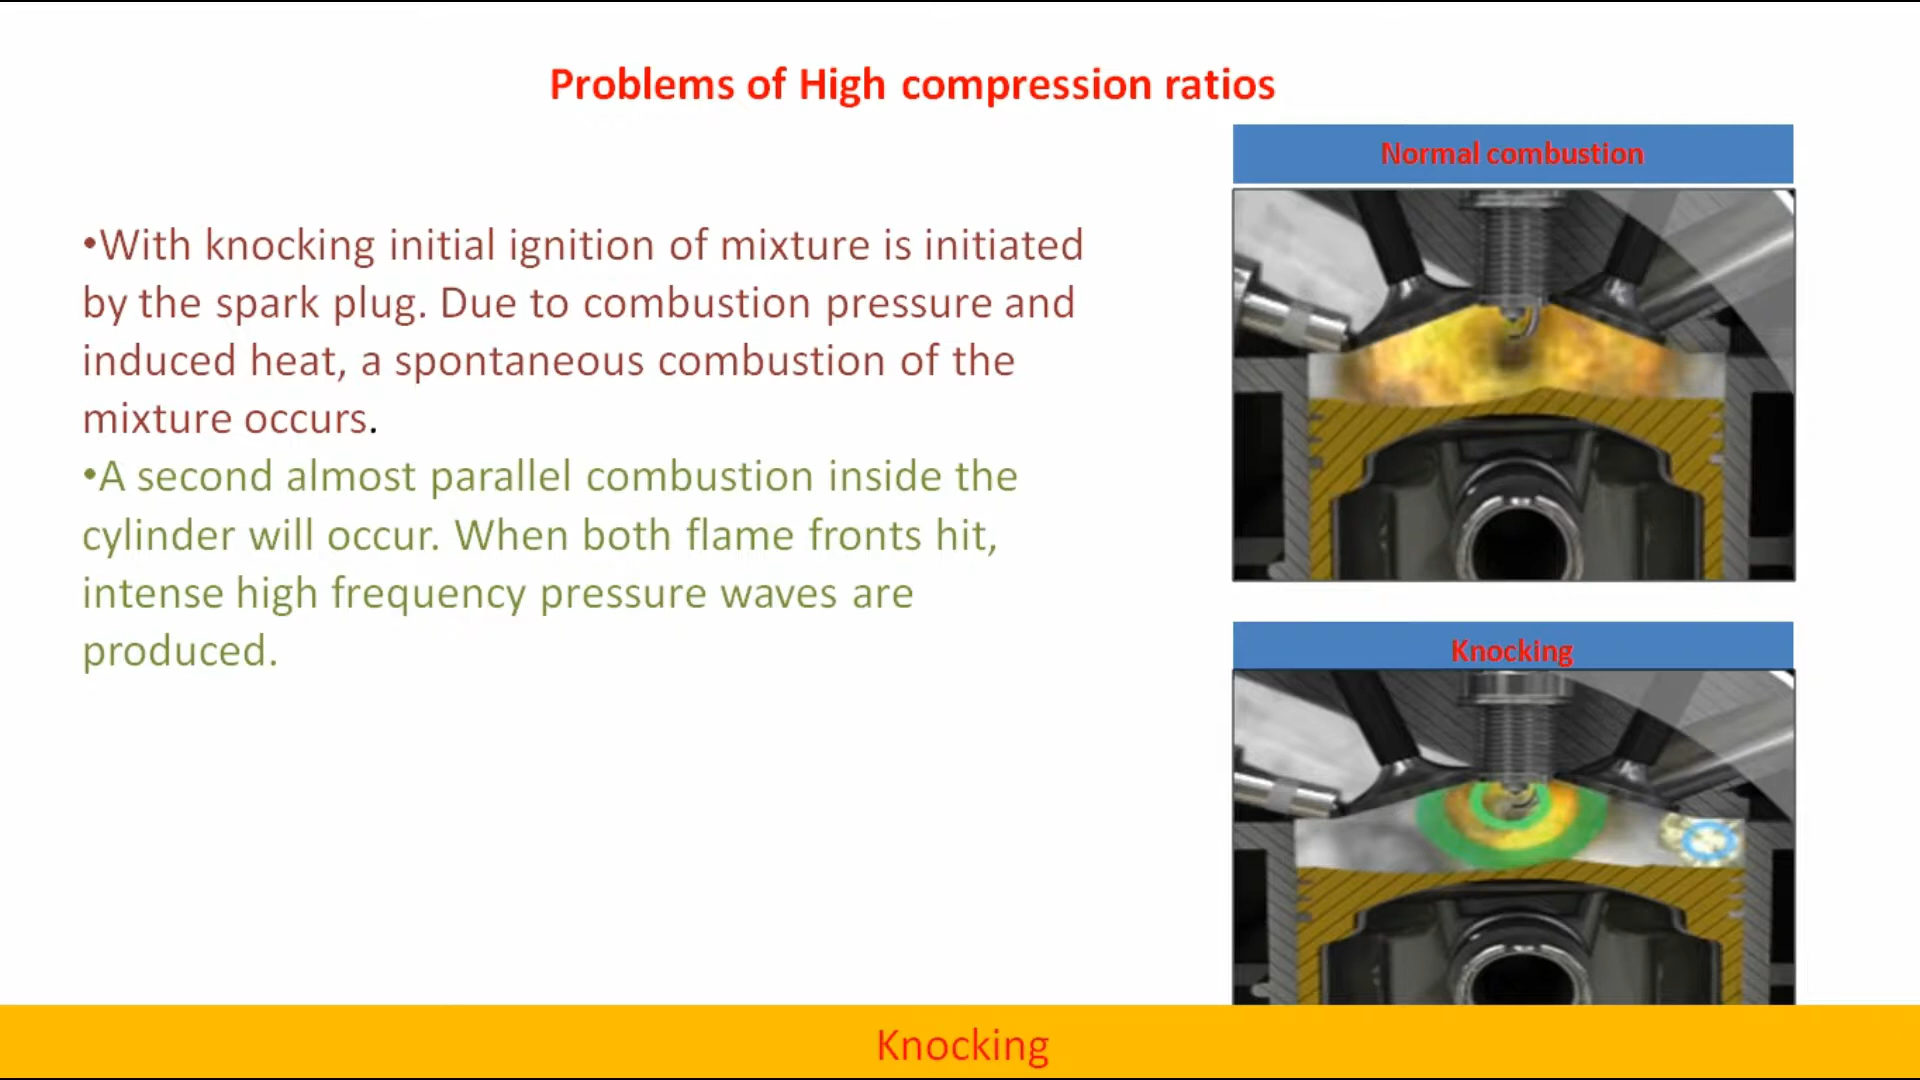 Problems of High compression ratios
Normal combustion
•With knocking initial ignition of mixture is initiated
by the spark plug. Due to combustion pressure and
induced heat, a spontaneous combustion of the
mixture occurs.
•A second almost parallel combustion inside the
cylinder will occur. When both flame fronts hit,
intense high frequency pressure waves are
produced.
Knocking
Knocking